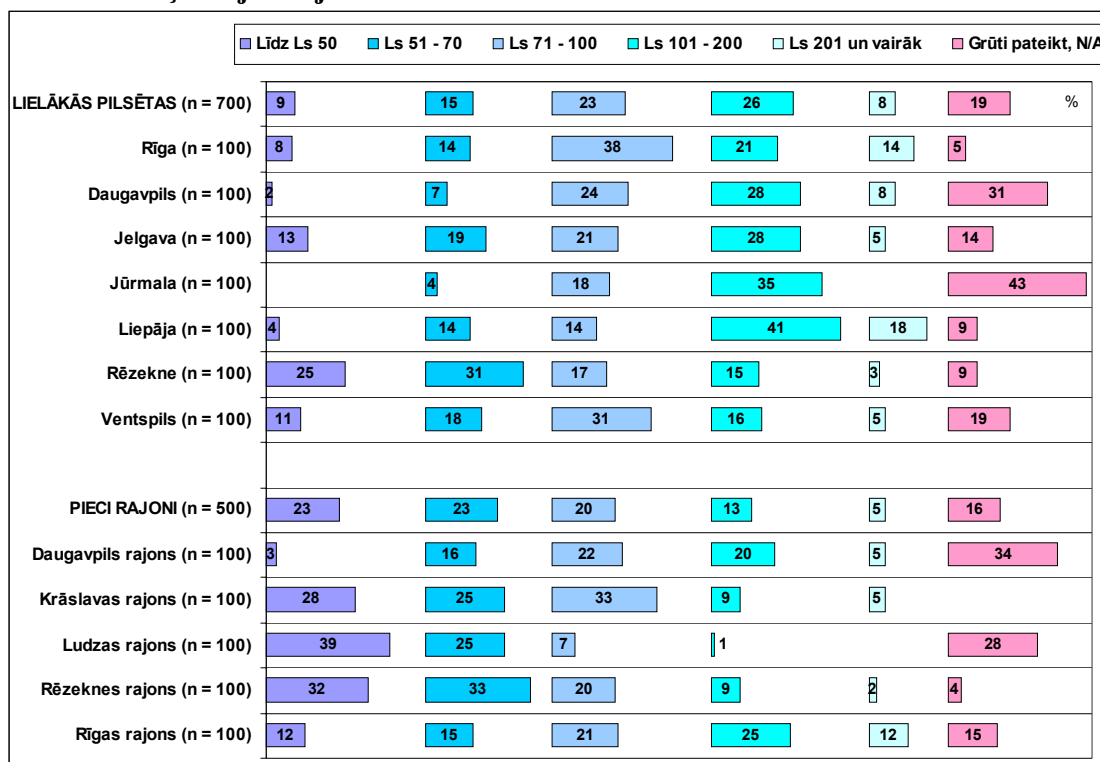 Līdz Ls 50 Ls 51 - 70 Ls 71 - 100 Ls 101 - 200 Ls 201 un vairāk Grūti pateikt, N/A
LIELĀKĀS PILSĒTAS (n = 700) 9 15 23 26 8 19 %
Rīga (n = 100) 8 14 38 21 14 5
Daugavpils (n = 100) 2 7 24 28 8 31
Jelgava (n = 100) 13 19 21 28 5 14
Jūrmala (n = 100) 4 18 35 43
Liepāja (n = 100) 4 14 14 41 18 9
Rēzekne (n = 100) 25 31 17 15 3 9
Ventspils (n = 100) 11 18 31 16 5 19
PIECI RAJONI (n = 500) 23 23 20 13 5 16
Daugavpils rajons (n = 100) 3 16 22 20 5 34
Krāslavas rajons (n = 100) 28 25 33 9 5
Ludzas rajons (n = 100) 39 25 7 1 28
Rēzeknes rajons (n = 100) 32 33 20 9 2 4
Rīgas rajons (n = 100) 12 15 21 25 12 15